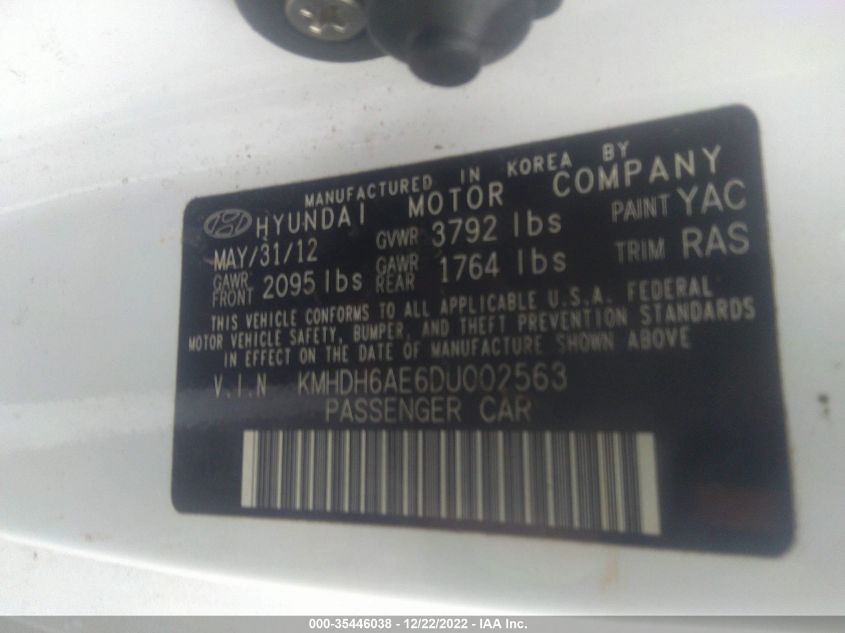 MANUFACTURED IN KOREA BY
HYUNDAI MOTOR COMPANY
MAY/31/12 GVWR 3792 lbs PAINT YAC
GAWR FRONT 2095 lbs GAWR REAR 1764 lbs TRIM RAS
THIS VEHICLE CONFORMS TO ALL APPLICABLE U.S.A. FEDERAL
MOTOR VEHICLE SAFETY, BUMPER, AND THEFT PREVENTION STANDARDS
IN EFFECT ON THE DATE OF MANUFACTURE SHOWN ABOVE
V.I.N KMHDH6AE6DU002563
PASSENGER CAR
000-35446038 - 12/22/2022 - IAA Inc.